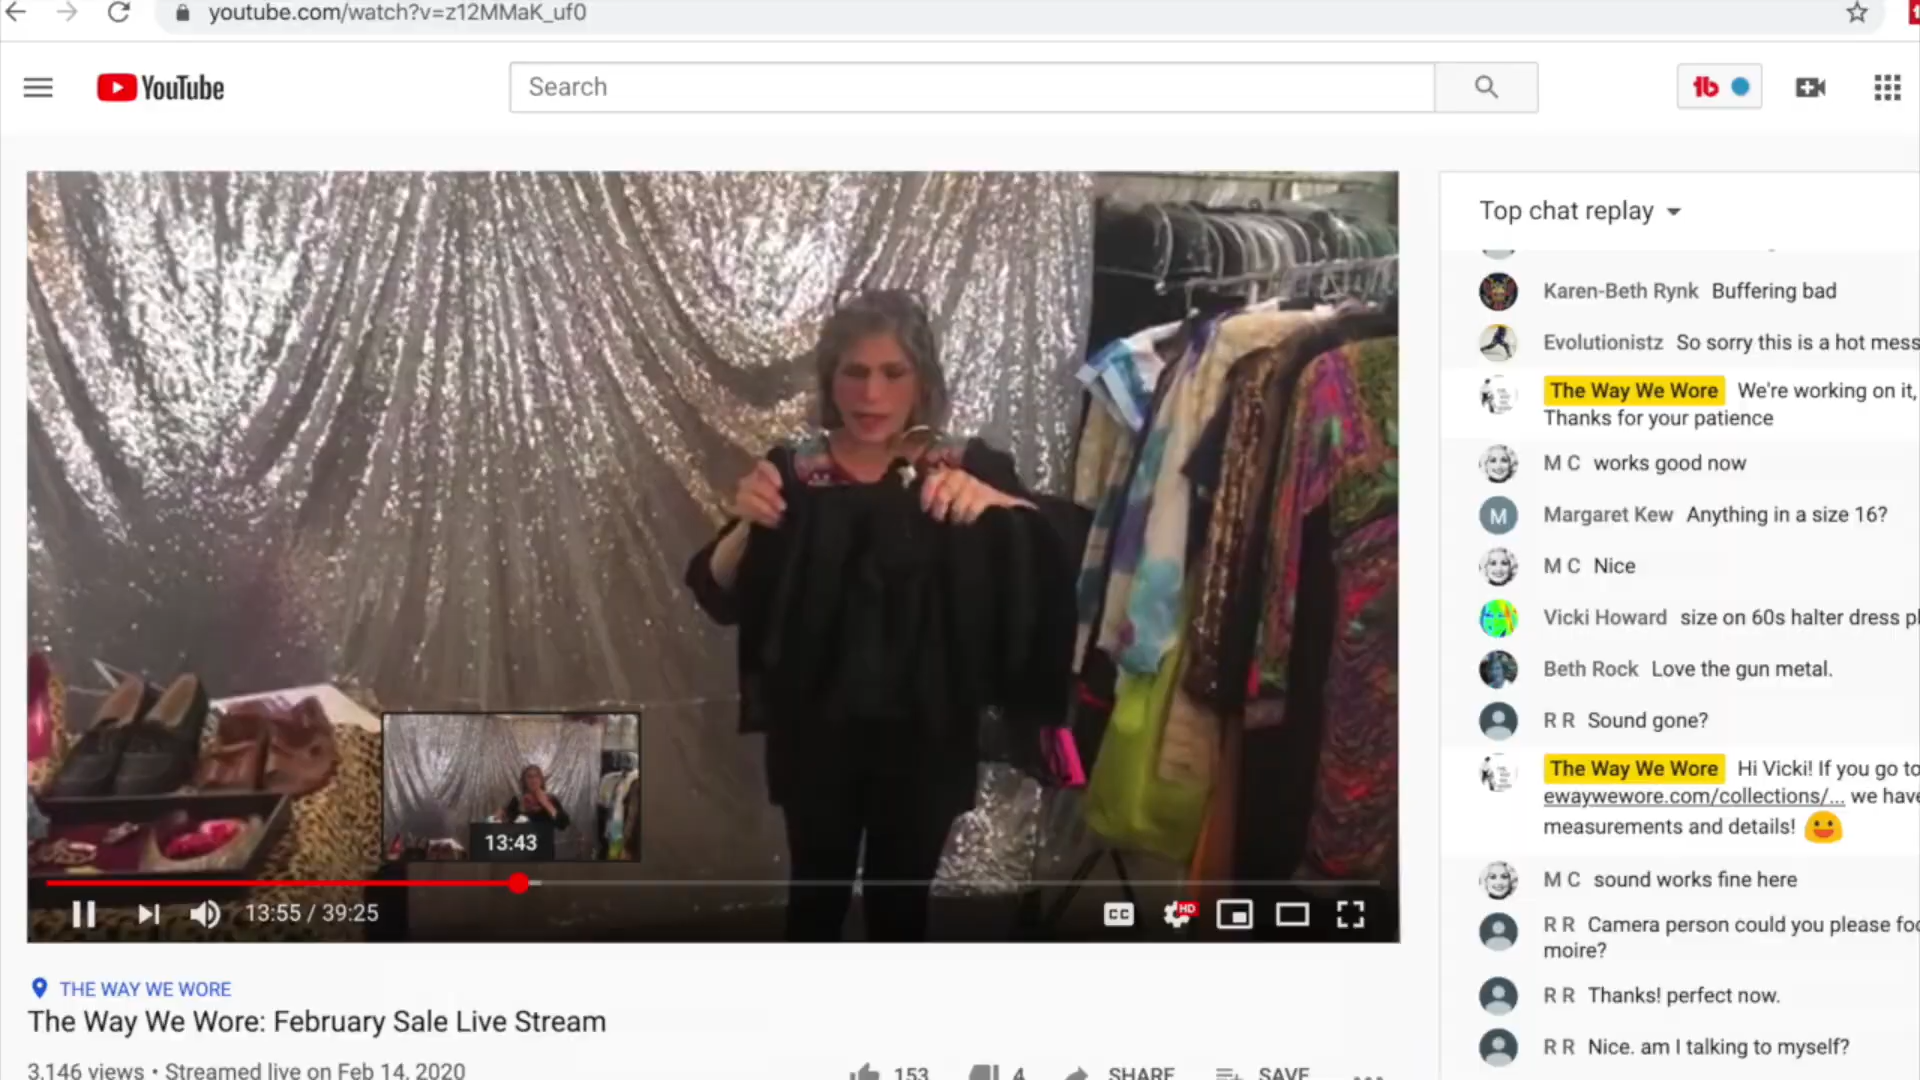 youtube.com/watch?v=z12MMaK_uf0
YouTube
Search
tb
Top chat replay
Karen-Beth Rynk Buffering bad
Evolutionistz So sorry this is a hot mess
The Way We Wore We're working on it,
Thanks for your patience
M C works good now
M
Margaret Kew Anything in a size 16?
M C Nice
Vicki Howard size on 60s halter dress pl
Beth Rock Love the gun metal.
R R Sound gone?
The Way We Wore Hi Vicki! If you go to
ewaywewore.com/collections/... we have
measurements and details!
M C sound works fine here
R R Camera person could you please foc
moire?
R R Thanks! perfect now.
R R Nice. am I talking to myself?
13:43
13:55 / 39:25
CC
HD
THE WAY WE WORE
The Way We Wore: February Sale Live Stream
3,146 views • Streamed live on Feb 14, 2020
153
4
SHARE
SAVE